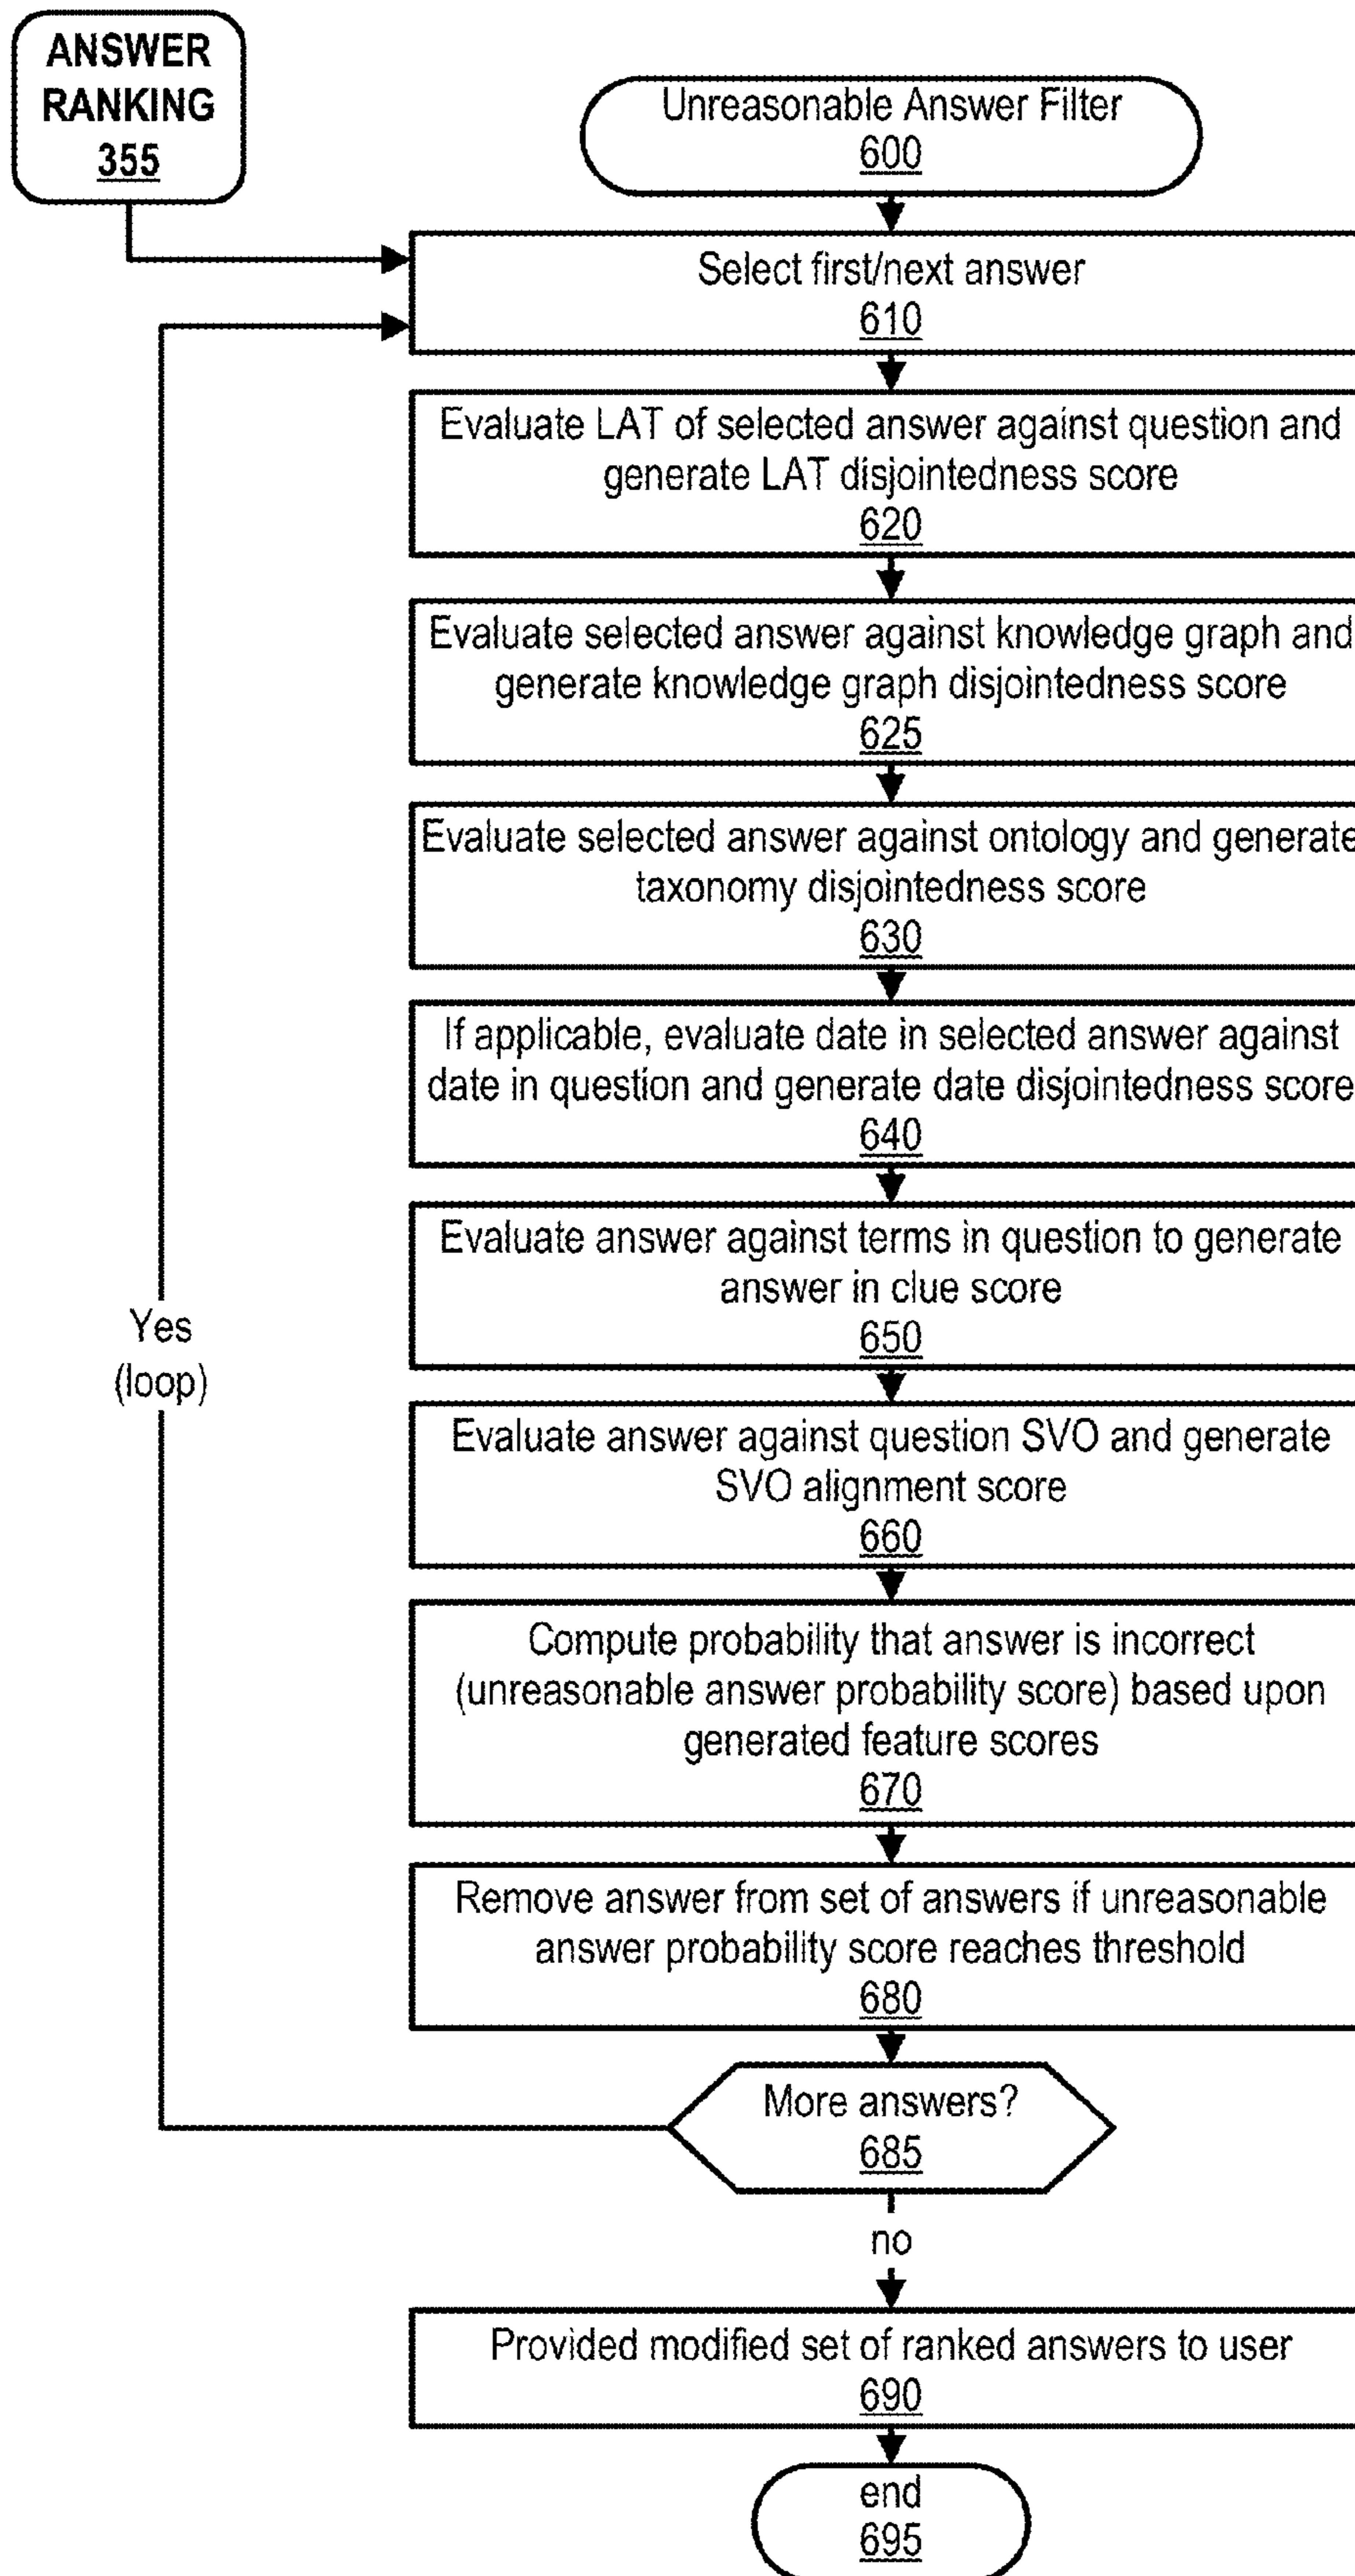 ANSWER
RANKING
355
Unreasonable Answer Filter
600
Select first/next answer
610
Evaluate LAT of selected answer against question and
generate LAT disjointedness score
620
Evaluate selected answer against knowledge graph and
generate knowledge graph disjointedness score
625
Evaluate selected answer against ontology and generate
taxonomy disjointedness score
630
If applicable, evaluate date in selected answer against
date in question and generate date disjointedness score
640
Evaluate answer against terms in question to generate
answer in clue score
650
Yes
(loop)
Evaluate answer against question SVO and generate
SVO alignment score
660
Compute probability that answer is incorrect
(unreasonable answer probability score) based upon
generated feature scores
670
Remove answer from set of answers if unreasonable
answer probability score reaches threshold
680
More answers?
685
no
Provided modified set of ranked answers to user
690
end
695